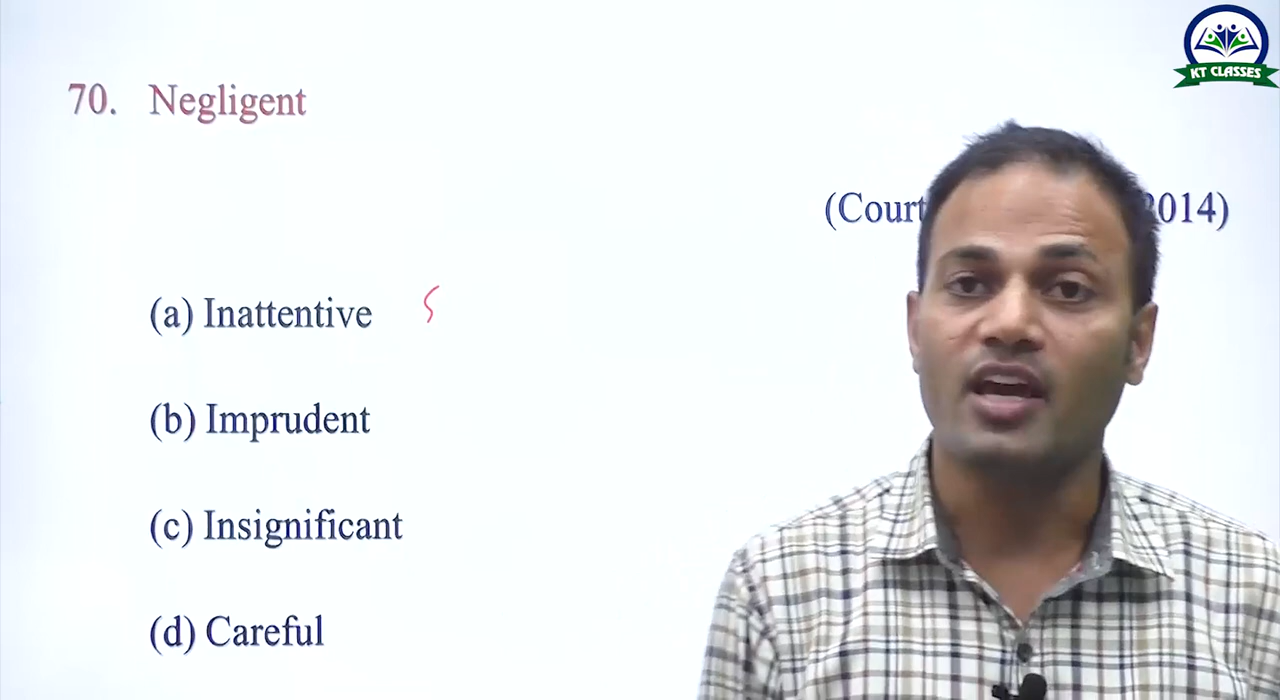 KT CLASSES
70. Negligent
(Court 2014)
(a) Inattentive
(b) Imprudent
(c) Insignificant
(d) Careful